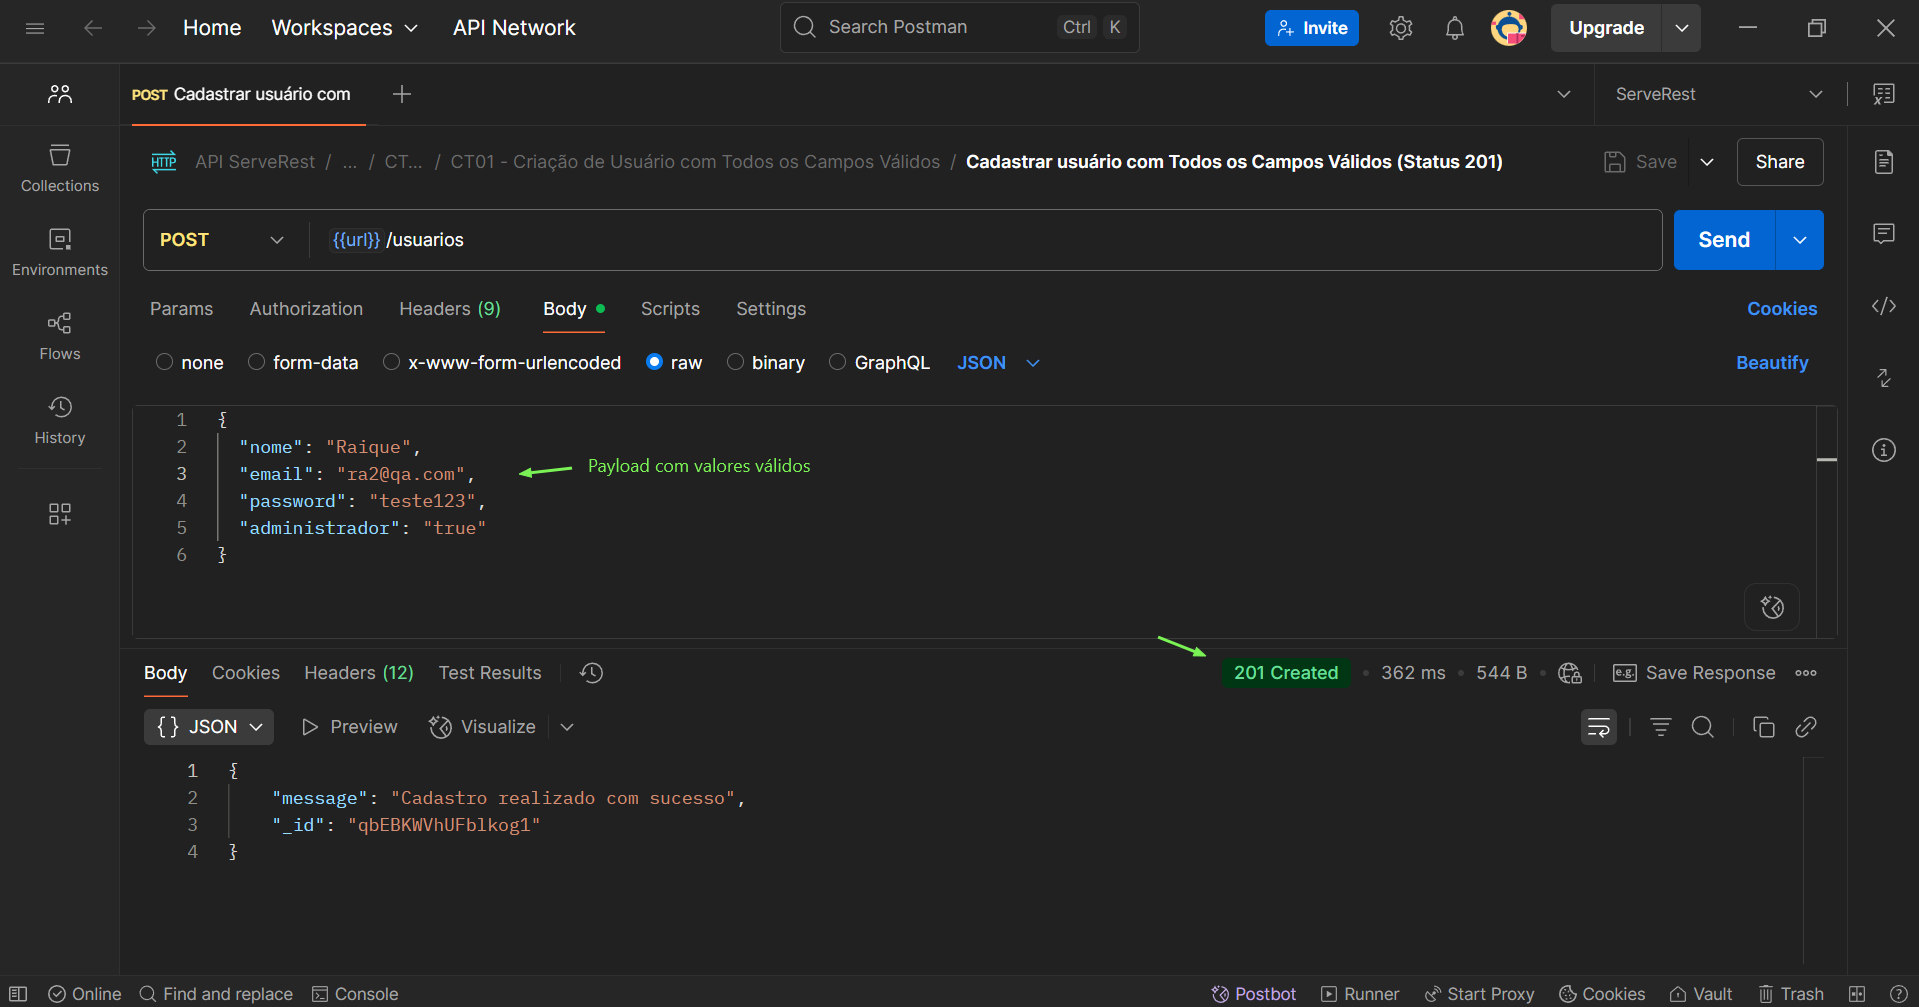 Home Workspaces API Network Search Postman Ctrl K Invite Upgrade
POST Cadastrar usuário com ServeRest
API ServeRest / ... / CT... / CT01 - Criação de Usuário com Todos os Campos Válidos / Cadastrar usuário com Todos os Campos Válidos (Status 201) Save Share
Collections
Environments
Flows
History
HTTP
POST {{url}} /usuarios Send
Params Authorization Headers (9) Body Scripts Settings Cookies
none form-data x-www-form-urlencoded raw binary GraphQL JSON Beautify
1 {
2 "nome": "Raique",
3 "email": "ra2@qa.com",
Payload com valores válidos
4 "password": "teste123",
5 "administrador": "true"
6 }
Body Cookies Headers (12) Test Results 201 Created • 362 ms • 544 B • e.g. Save Response
{} JSON Preview Visualize
1 {
2 "message": "Cadastro realizado com sucesso",
3 "_id": "qbEBKWVhUFblkog1"
4 }
Online Find and replace Console Postbot Runner Start Proxy Cookies Vault Trash